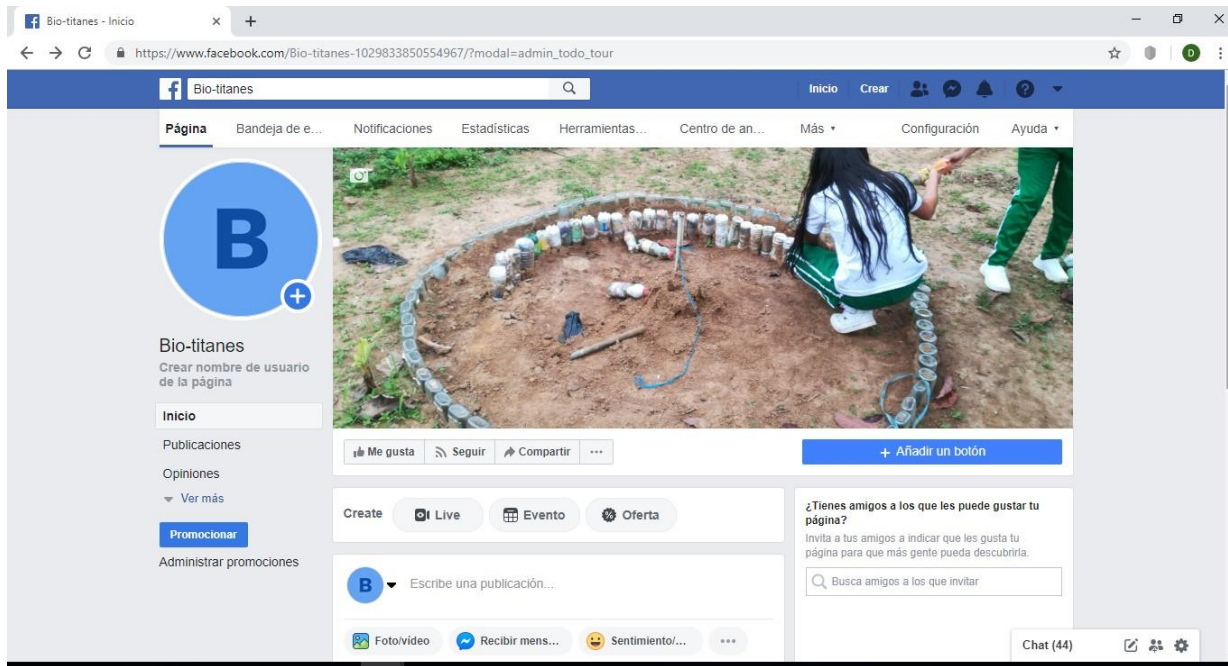 Bio-titanes - Inicio
https://www.facebook.com/Bio-titanes-1029833850554967/?modal=admin_todo_tour
D
Bio-titanes
Inicio Crear
Página Bandeja de e... Notificaciones Estadísticas Herramientas... Centro de an... Más Configuración Ayuda
B
Bio-titanes
Crear nombre de usuario
de la página
Inicio
Publicaciones
Opiniones
Ver más
Promocionar
Administrar promociones
Me gusta Seguir Compartir ...
+ Añadir un botón
Create Live Evento Oferta
B Escribe una publicación...
Foto/vídeo Recibir mens... Sentimiento/... ...
¿Tienes amigos a los que les puede gustar tu
página?
Invita a tus amigos a indicar que les gusta tu
página para que más gente pueda descubrirla.
Busca amigos a los que invitar
Chat (44)